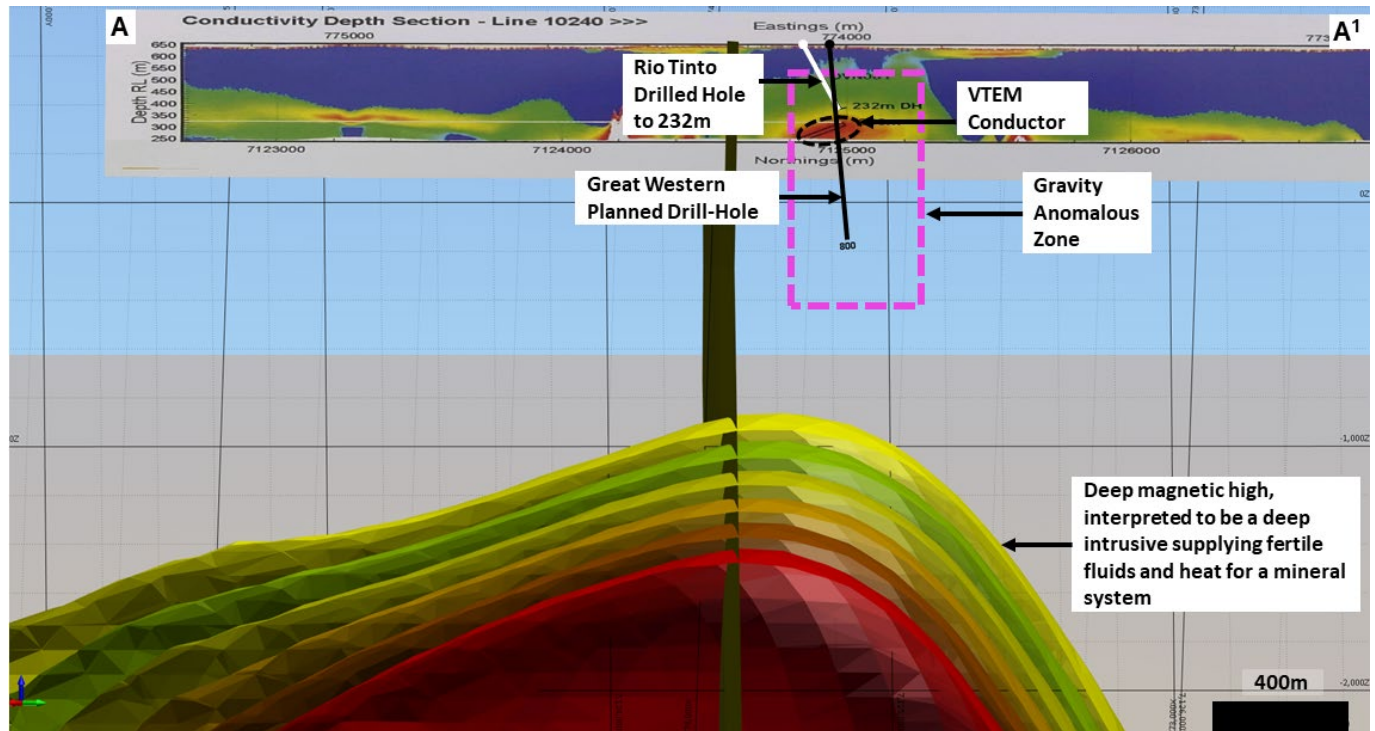 A
Conductivity Depth Section - Line 10240 >>>
Eastings (m)
A¹
775000
774000
773
Depth RL (m)
650
600
550
500
450
400
350
300
250
Rio Tinto
Drilled Hole
to 232m
232m DH
VTEM
Conductor
7123000
7124000
7125000
7126000
Northings (m)
Great Western
Planned Drill-Hole
800
Gravity
Anomalous
Zone
0Z
0Z
-1,000Z
Deep magnetic high,
interpreted to be a deep
intrusive supplying fertile
fluids and heat for a mineral
system
-2,000Z
400m